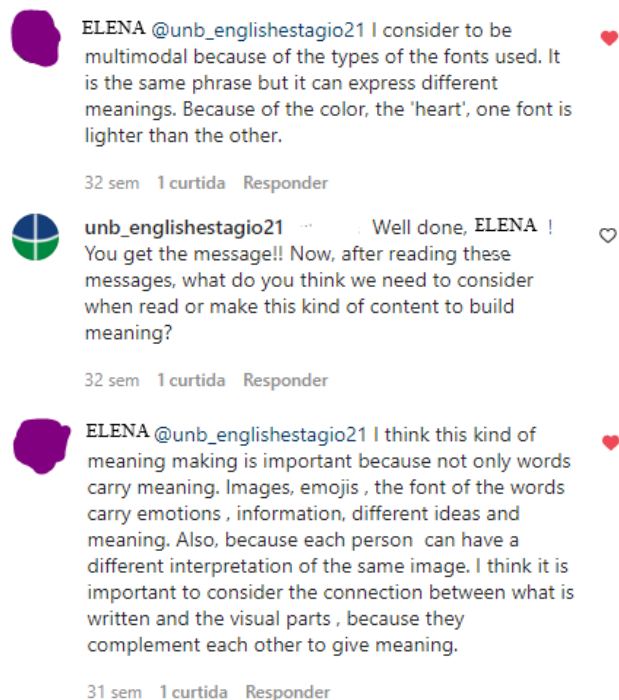 ELENA @unb_englishestagio21 I consider to be
multimodal because of the types of the fonts used. It
is the same phrase but it can express different
meanings. Because of the color, the 'heart', one font is
lighter than the other.
32 sem 1 curtida Responder
unb_englishestagio21 Well done, ELENA !
You get the message!! Now, after reading these
messages, what do you think we need to consider
when read or make this kind of content to build
meaning?
32 sem 1 curtida Responder
ELENA @unb_englishestagio21 I think this kind of
meaning making is important because not only words
carry meaning. Images, emojis , the font of the words
carry emotions , information, different ideas and
meaning. Also, because each person can have a
different interpretation of the same image. I think it is
important to consider the connection between what is
written and the visual parts , because they
complement each other to give meaning.
31 sem 1 curtida Responder